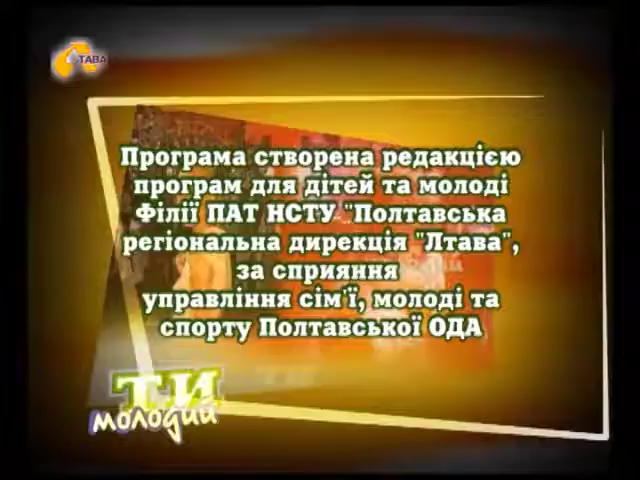 ТАВА
Програма створена редакцією
програм для дітей та молоді
Філії ПАТ НСТУ "Полтавська
регіональна дирекція "Лтава",
за сприяння
управління сім'ї, молоді та
спорту Полтавської ОДА
ТИ
молодий